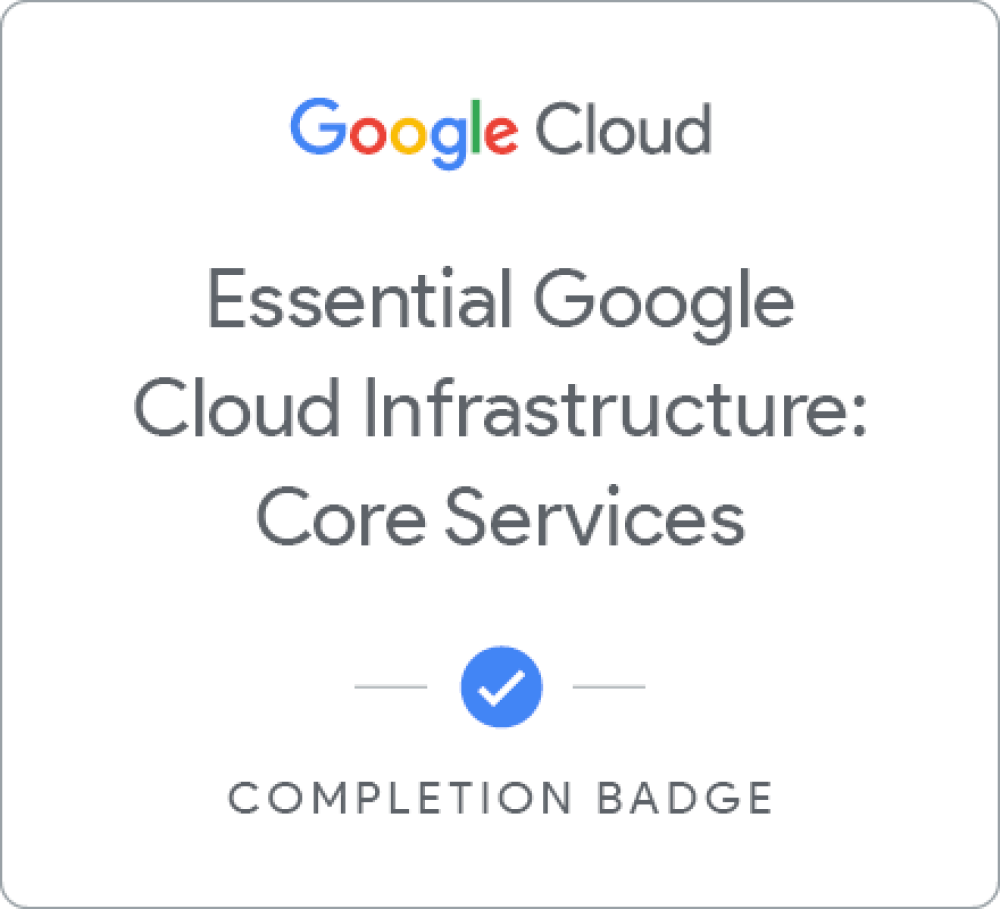 Google Cloud
Essential Google
Cloud Infrastructure:
Core Services
COMPLETION BADGE